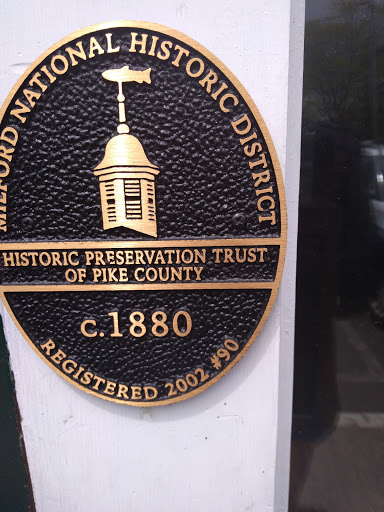 MILFORD NATIONAL HISTORIC DISTRICT
HISTORIC PRESERVATION TRUST
OF PIKE COUNTY
c.1880
REGISTERED 2002 #90